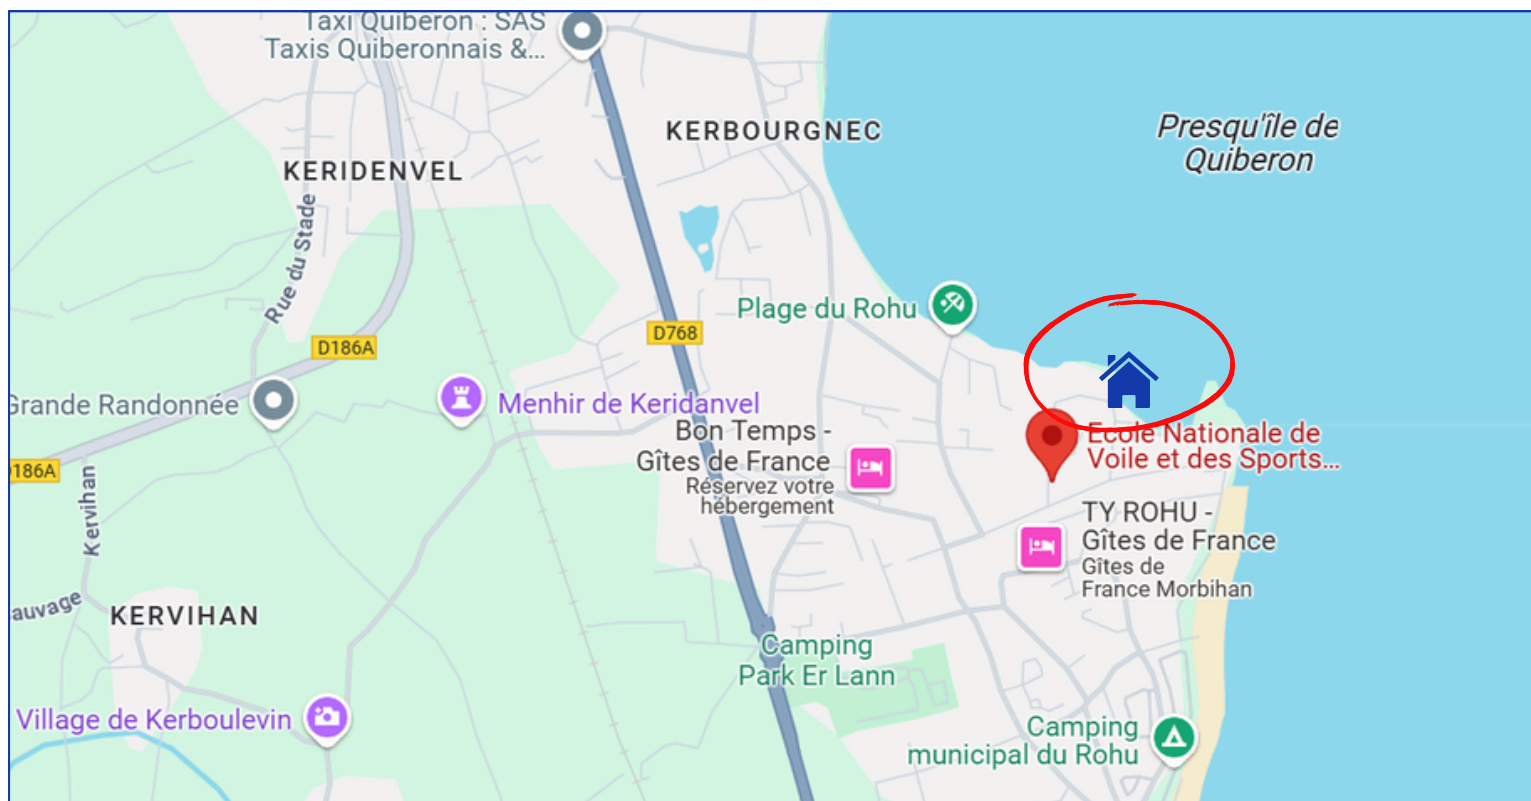 Taxi Quiberon : SAS
Taxis Quiberonnais &...
KERBOURGNEC
Presqu'île de
Quiberon
KERIDENVEL
Rue du Stade
Plage du Rohu
D768
D186A
Grande Randonnée
Menhir de Keridanvel
Bon Temps -
Gîtes de France
Réservez votre
hébergement
École Nationale de
Voile et des Sports...
186A
Kervihan
TY ROHU -
Gîtes de France
Gîtes de
France Morbihan
auvage
KERVIHAN
Camping
Park Er Lann
Village de Kerboulevin
Camping
municipal du Rohu